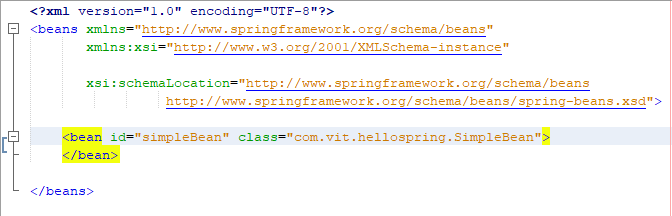 <?xml version="1.0" encoding="UTF-8"?>
<beans xmlns="http://www.springframework.org/schema/beans"
xmlns:xsi="http://www.w3.org/2001/XMLSchema-instance"
xsi:schemaLocation="http://www.springframework.org/schema/beans
http://www.springframework.org/schema/beans/spring-beans.xsd">
<bean id="simpleBean" class="com.vit.hellospring.SimpleBean">
</bean>
</beans>